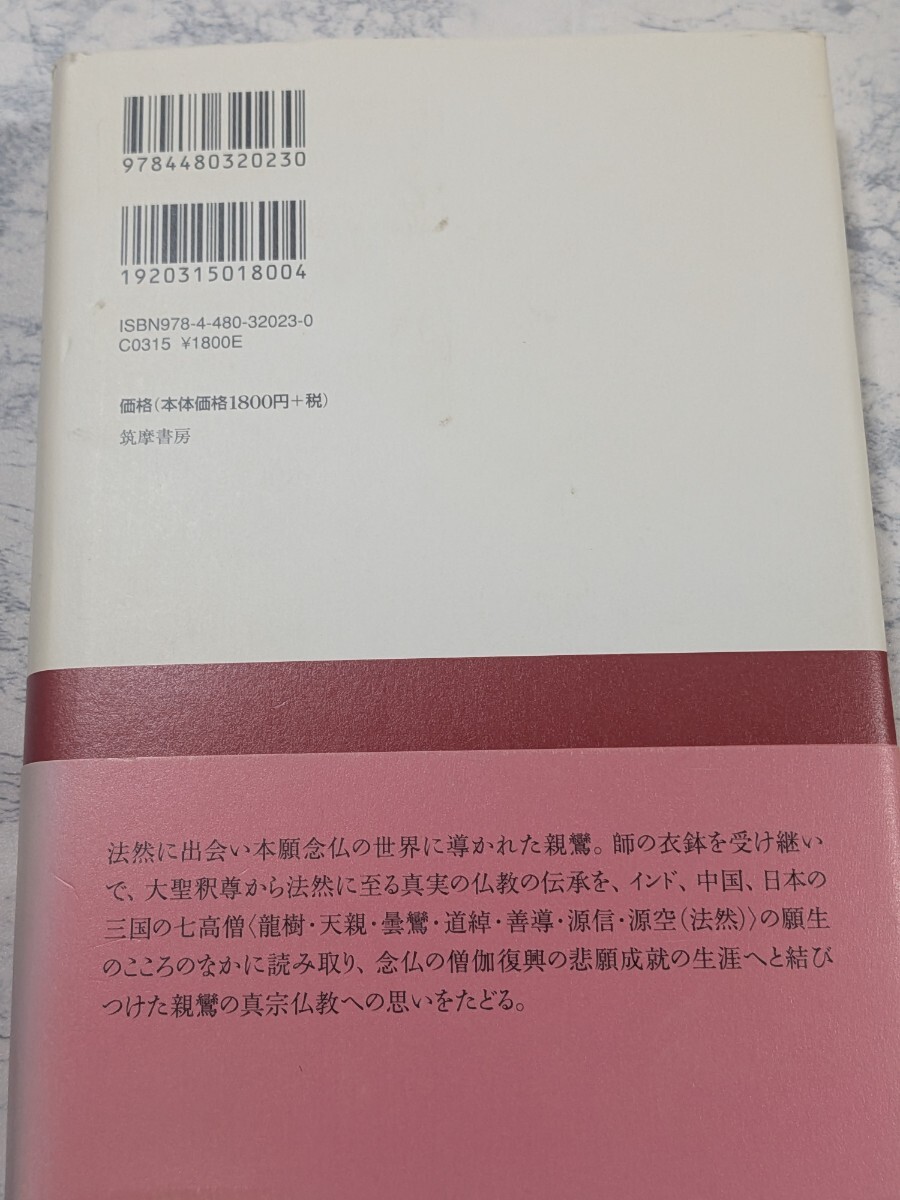 9784480320230
1920315018004
ISBN978-4-480-32023-0
C0315 ¥1800E
価格(本体価格1800円+税)
筑摩書房
法然に出会い本願念仏の世界に導かれた親鸞。師の衣鉢を受け継い
で、大聖釈尊から法然に至る真実の仏教の伝承を、インド、中国、日本の
三国の七高僧〈龍樹・天親・曇鸞・道綽・善導・源信・源空(法然)〉の願生
のこころのなかに読み取り、念仏の僧伽復興の悲願成就の生涯へと結び
つけた親鸞の真宗仏教への思いをたどる。